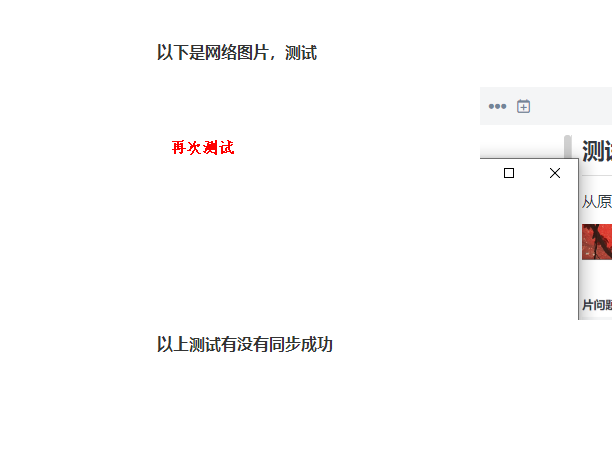 以下是网络图片，测试
再次测试
测试
从原
片问题
以上测试有没有同步成功